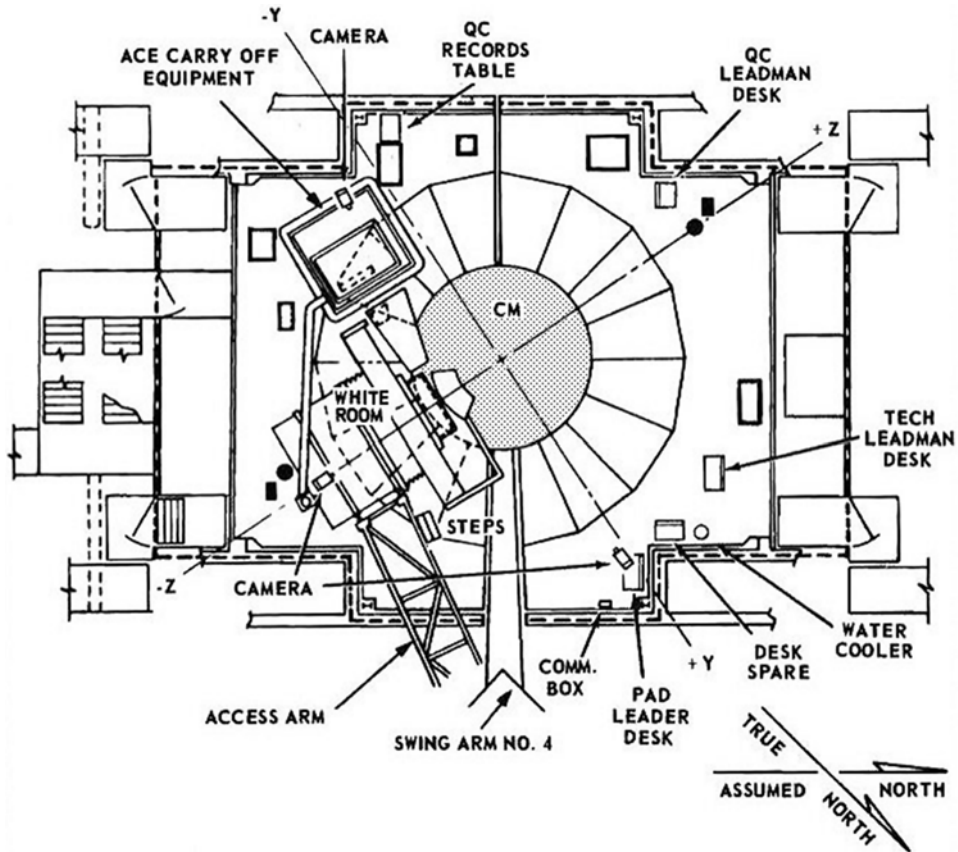 -Y
CAMERA
QC
RECORDS
TABLE
ACE CARRY OFF
EQUIPMENT
QC
LEADMAN
DESK
+ Z
CM
WHITE
ROOM
TECH
LEADMAN
DESK
STEPS
-Z
CAMERA
WATER
COOLER
DESK
SPARE
+ Y
COMM.
BOX
PAD
LEADER
DESK
ACCESS ARM
SWING ARM NO. 4
TRUE
NORTH
ASSUMED NORTH